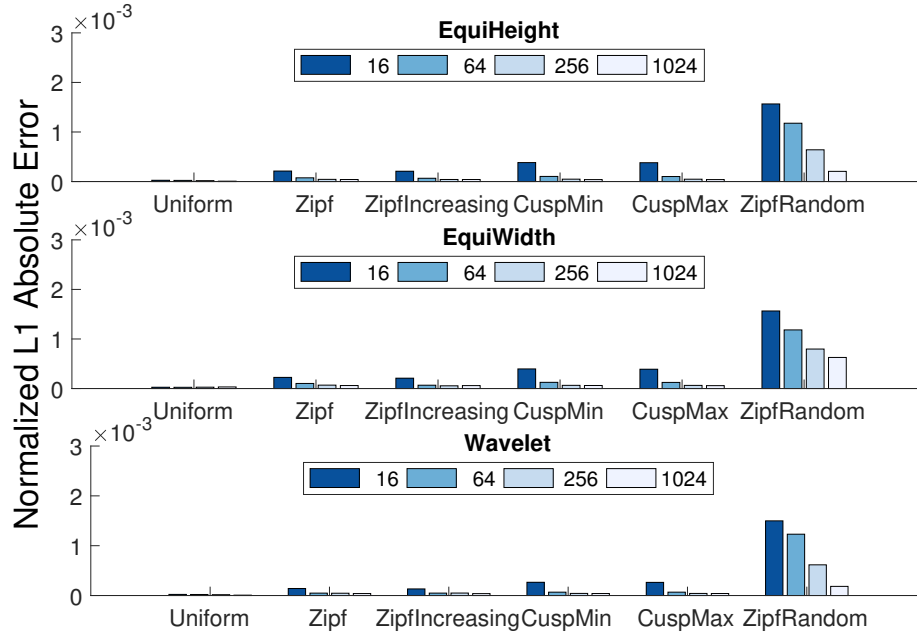 Normalized L1 Absolute Error
×10-3
EquiHeight
16 64 256 1024
3
2
1
0
Uniform Zipf ZipfIncreasing CuspMin CuspMax ZipfRandom
×10-3
EquiWidth
16 64 256 1024
3
2
1
0
Uniform Zipf ZipfIncreasing CuspMin CuspMax ZipfRandom
×10-3
Wavelet
16 64 256 1024
3
2
1
0
Uniform Zipf ZipfIncreasing CuspMin CuspMax ZipfRandom